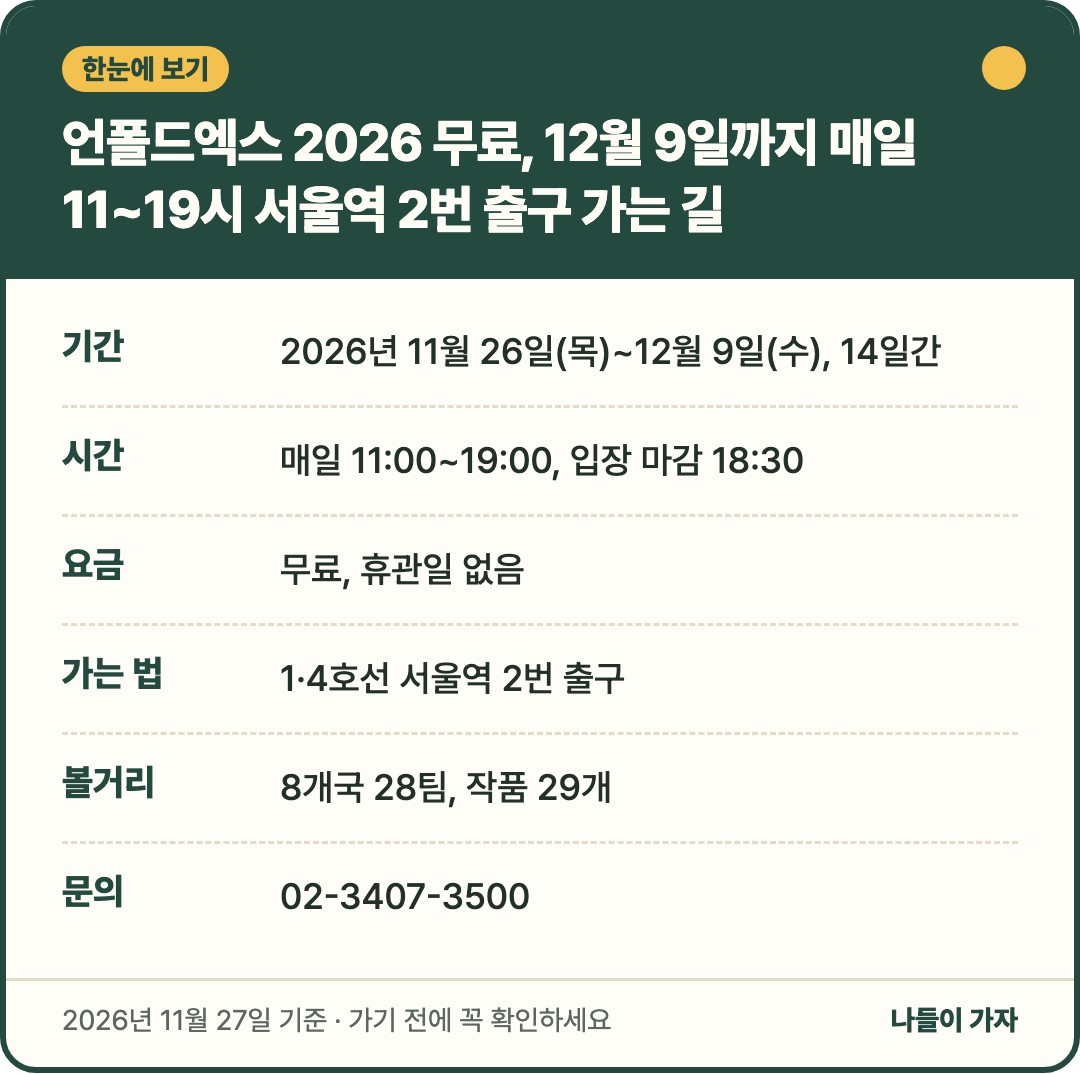 한눈에 보기
언폴드엑스 2026 무료, 12월 9일까지 매일
11~19시 서울역 2번 출구 가는 길
기간 2026년 11월 26일(목)~12월 9일(수), 14일간
시간 매일 11:00~19:00, 입장 마감 18:30
요금 무료, 휴관일 없음
가는 법 1·4호선 서울역 2번 출구
볼거리 8개국 28팀, 작품 29개
문의 02-3407-3500
2026년 11월 27일 기준 · 가기 전에 꼭 확인하세요 나들이 가자